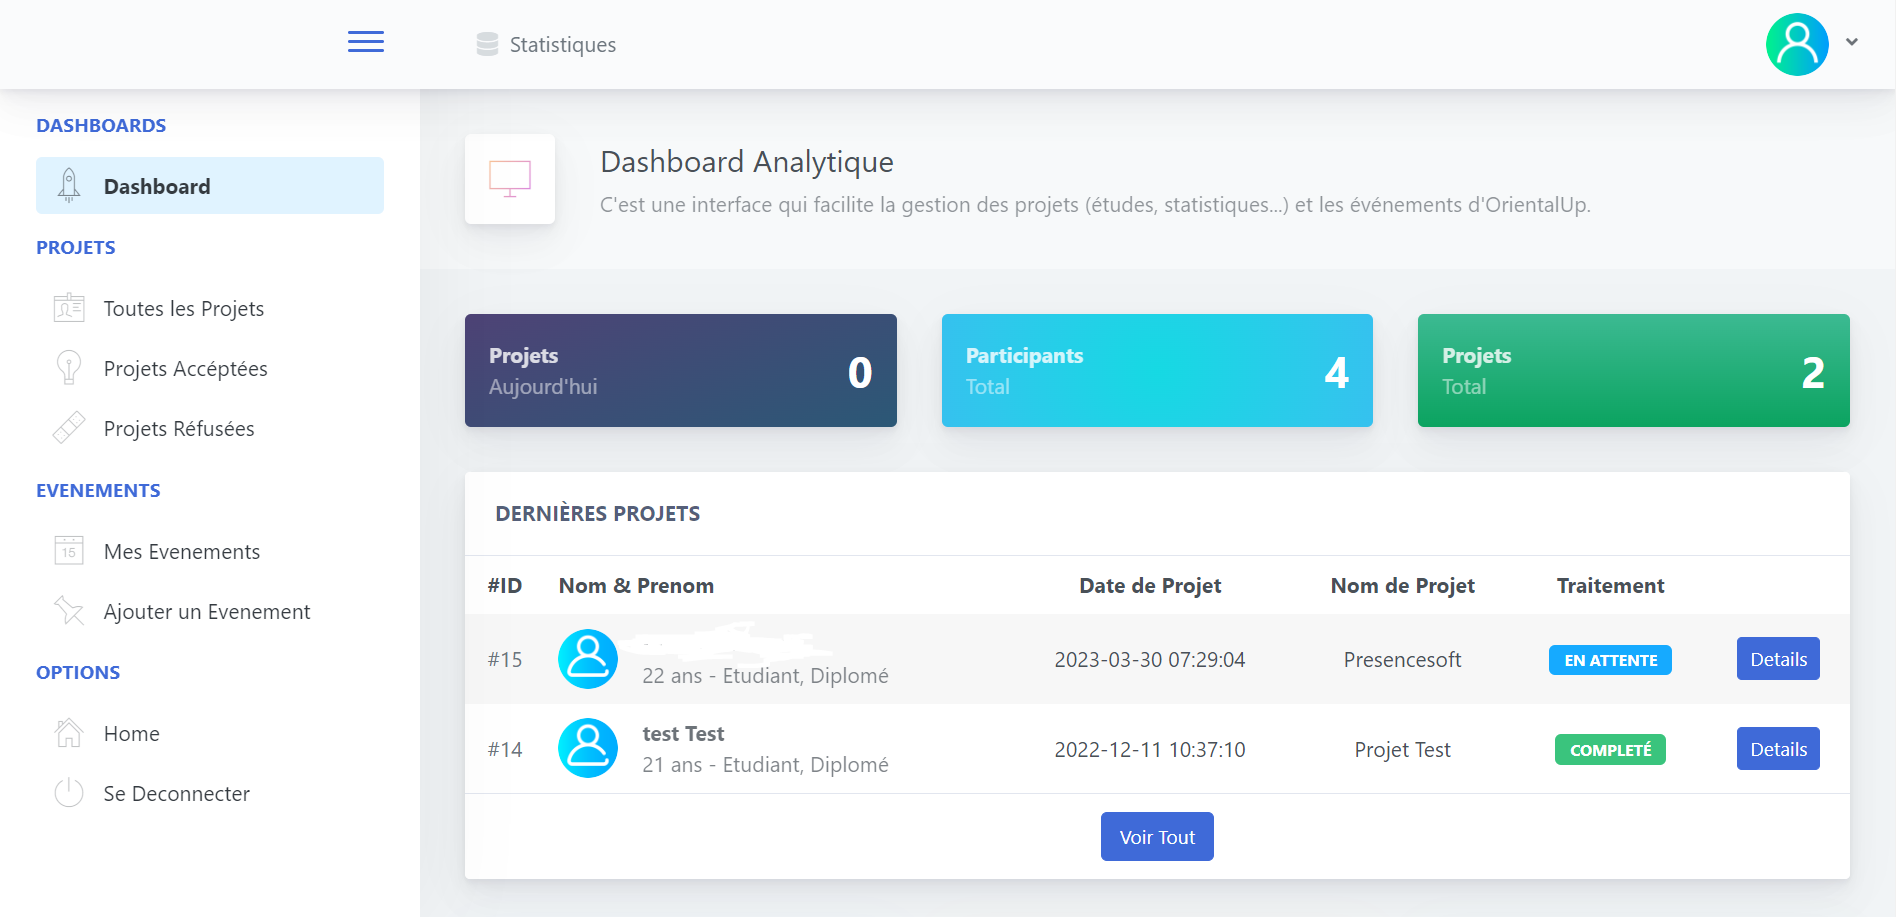 Statistiques
DASHBOARDS
Dashboard
PROJETS
Toutes les Projets
Projets Accéptées
Projets Réfusées
EVENEMENTS
15
Mes Evenements
Ajouter un Evenement
OPTIONS
Home
Se Deconnecter
Dashboard Analytique
C'est une interface qui facilite la gestion des projets (études, statistiques...) et les événements d'OrientalUp.
Projets
Aujourd'hui
0
Participants
Total
4
Projets
Total
2
DERNIÈRES PROJETS
#ID Nom & Prenom Date de Projet Nom de Projet Traitement
#15 22 ans - Etudiant, Diplomé 2023-03-30 07:29:04 Presencesoft EN ATTENTE Details
#14 test Test 21 ans - Etudiant, Diplomé 2022-12-11 10:37:10 Projet Test COMPLETÉ Details
Voir Tout